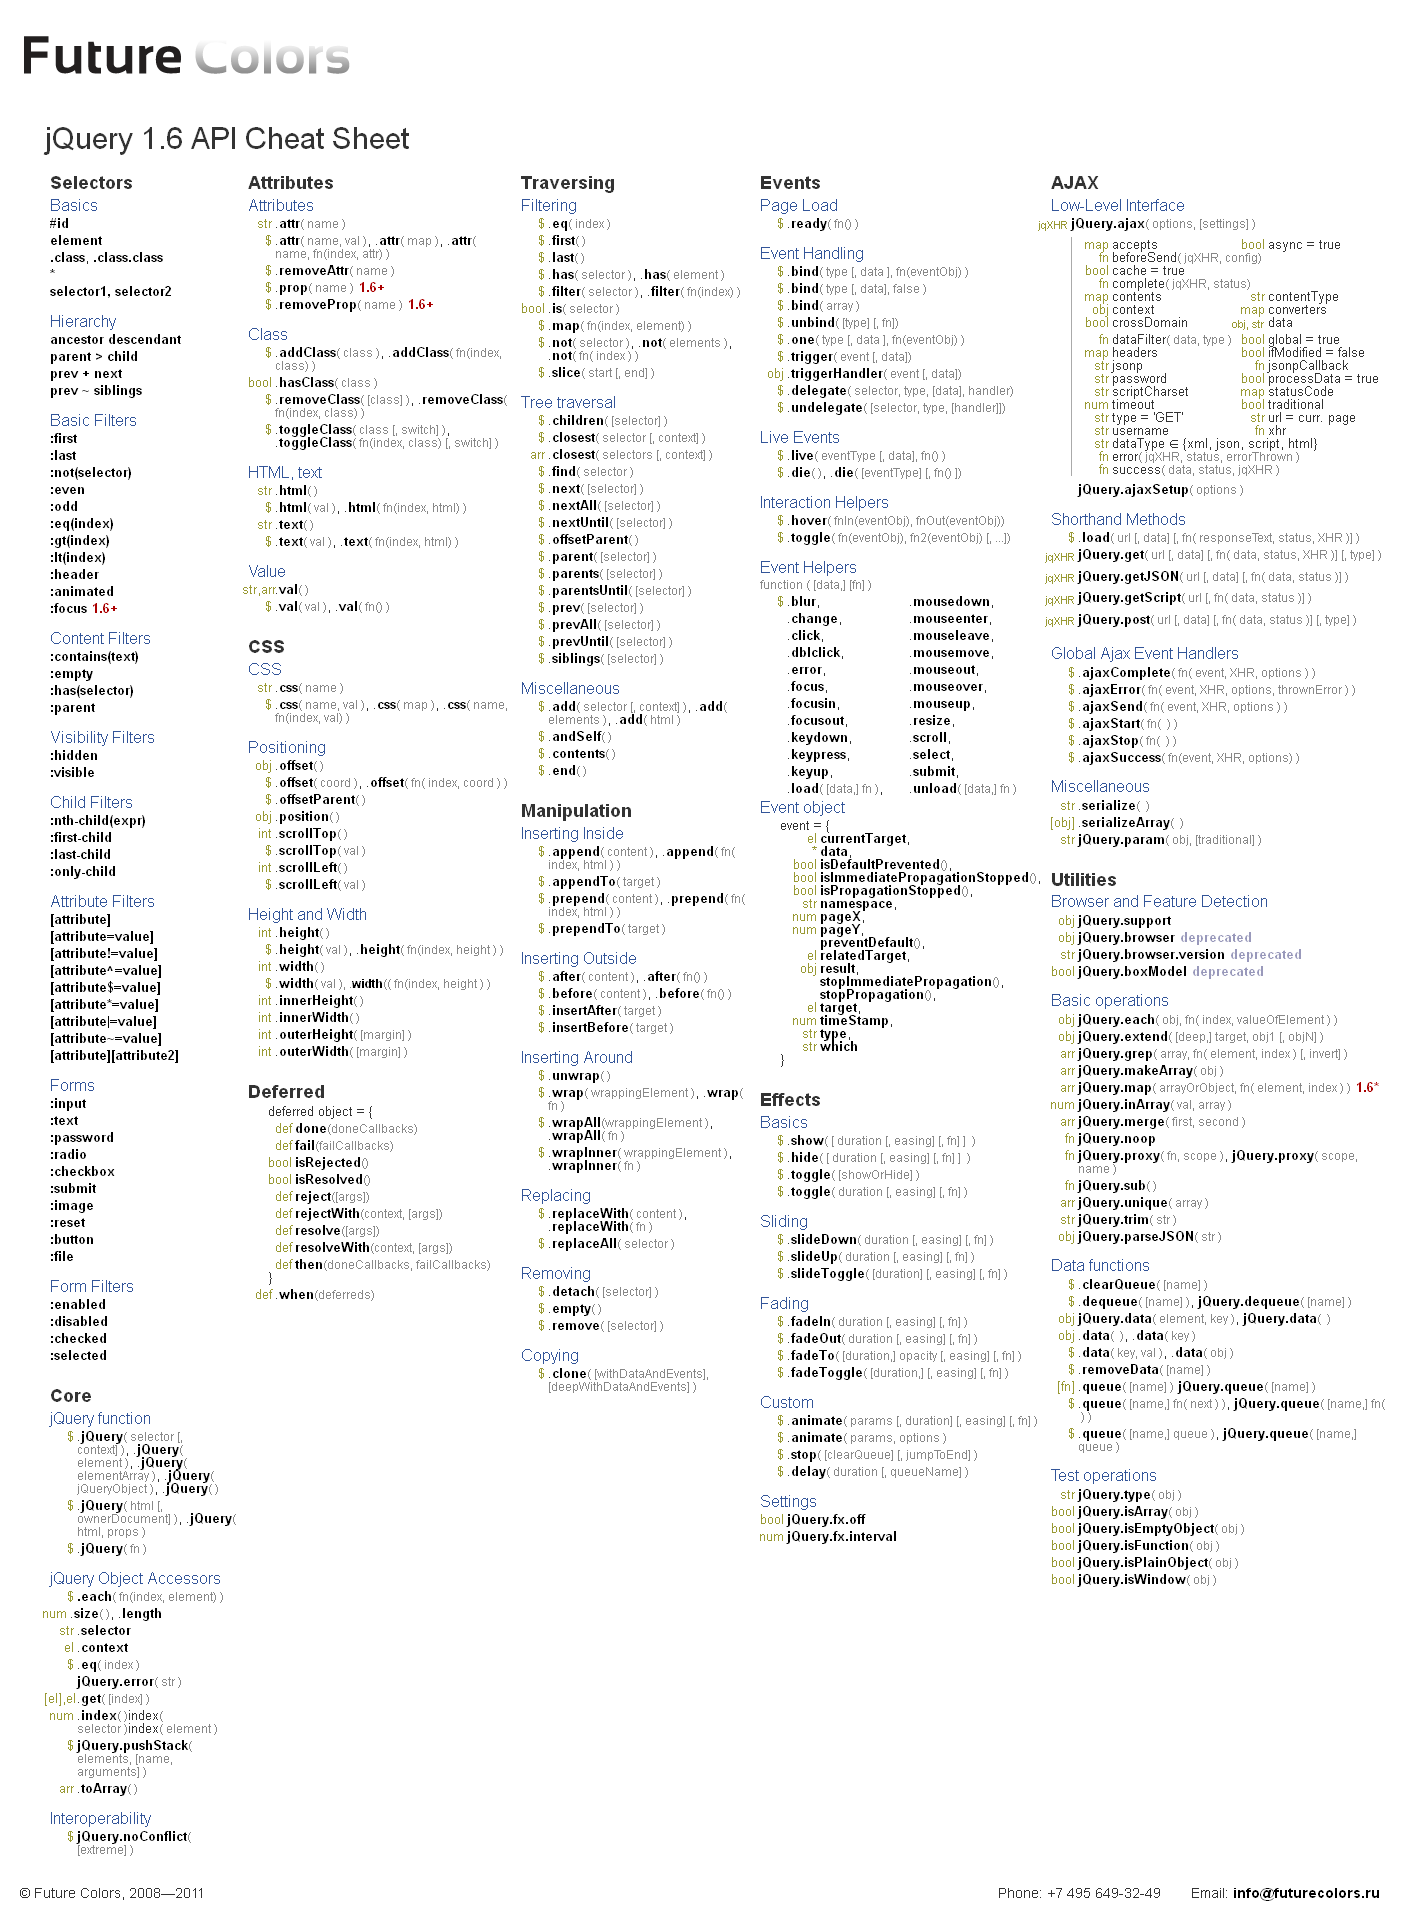 Future Colors
jQuery 1.6 API Cheat Sheet
Selectors
Basics
#id
element
.class, .class.class
*
selector1, selector2
Hierarchy
ancestor descendant
parent > child
prev + next
prev ~ siblings
Basic Filters
:first
:last
:not(selector)
:even
:odd
:eq(index)
:gt(index)
:lt(index)
:header
:animated
:focus 1.6+
Content Filters
:contains(text)
:empty
:has(selector)
:parent
Visibility Filters
:hidden
:visible
Child Filters
:nth-child(expr)
:first-child
:last-child
:only-child
Attribute Filters
[attribute]
[attribute=value]
[attribute!=value]
[attribute^=value]
[attribute$=value]
[attribute*=value]
[attribute|=value]
[attribute~=value]
[attribute][attribute2]
Forms
:input
:text
:password
:radio
:checkbox
:submit
:image
:reset
:button
:file
Form Filters
:enabled
:disabled
:checked
:selected
Core
jQuery function
$ .jQuery( selector [,
context] ), .jQuery(
element ), .jQuery(
elementArray ), .jQuery(
jQueryObject ), .jQuery( )
$ .jQuery( html [,
ownerDocument] ), .jQuery(
html, props )
$ .jQuery( fn )
jQuery Object Accessors
$ .each( fn(index, element) )
num .size( ), .length
str .selector
el .context
$ .eq( index )
jQuery.error( str )
[el],el .get( [index] )
num .index( )index(
selector )index( element )
$ jQuery.pushStack(
elements, [name,
arguments] )
arr .toArray( )
Interoperability
$ jQuery.noConflict(
[extreme] )
Attributes
Attributes
str .attr( name )
$ .attr( name, val ), .attr( map ), .attr(
name, fn(index, attr) )
$ .removeAttr( name )
$ .prop( name ) 1.6+
$ .removeProp( name ) 1.6+
Class
$ .addClass( class ), .addClass( fn(index,
class) )
bool .hasClass( class )
$ .removeClass( [class] ), .removeClass(
fn(index, class) )
$ .toggleClass( class [, switch] ),
.toggleClass( fn(index, class) [, switch] )
HTML, text
str .html( )
$ .html( val ), .html( fn(index, html) )
str .text( )
$ .text( val ), .text( fn(index, html) )
Value
str,arr .val( )
$ .val( val ), .val( fn() )
CSS
CSS
str .css( name )
$ .css( name, val ), .css( map ), .css( name,
fn(index, val) )
Positioning
obj .offset( )
$ .offset( coord ), .offset( fn( index, coord ) )
$ .offsetParent( )
obj .position( )
int .scrollTop( )
$ .scrollTop( val )
int .scrollLeft( )
$ .scrollLeft( val )
Height and Width
int .height( )
$ .height( val ), .height( fn(index, height ) )
int .width( )
$ .width( val ), .width(( fn(index, height ) )
int .innerHeight( )
int .innerWidth( )
int .outerHeight( [margin] )
int .outerWidth( [margin] )
Deferred
deferred object = {
def done(doneCallbacks)
def fail(failCallbacks)
bool isRejected()
bool isResolved()
def reject([args])
def rejectWith(context, [args])
def resolve([args])
def resolveWith(context, [args])
def then(doneCallbacks, failCallbacks)
}
def .when(deferreds)
Traversing
Filtering
$ .eq( index )
$ .first( )
$ .last( )
$ .has( selector ), .has( element )
$ .filter( selector ), .filter( fn(index) )
bool .is( selector )
$ .map( fn(index, element) )
$ .not( selector ), .not( elements ),
.not( fn( index ) )
$ .slice( start [, end] )
Tree traversal
$ .children( [selector] )
$ .closest( selector [, context] )
arr .closest( selectors [, context] )
$ .find( selector )
$ .next( [selector] )
$ .nextAll( [selector] )
$ .nextUntil( [selector] )
$ .offsetParent( )
$ .parent( [selector] )
$ .parents( [selector] )
$ .parentsUntil( [selector] )
$ .prev( [selector] )
$ .prevAll( [selector] )
$ .prevUntil( [selector] )
$ .siblings( [selector] )
Miscellaneous
$ .add( selector [, context] ), .add(
elements ), .add( html )
$ .andSelf( )
$ .contents( )
$ .end( )
Manipulation
Inserting Inside
$ .append( content ), .append( fn(
index, html ) )
$ .appendTo( target )
$ .prepend( content ), .prepend( fn(
index, html ) )
$ .prependTo( target )
Inserting Outside
$ .after( content ), .after( fn() )
$ .before( content ), .before( fn() )
$ .insertAfter( target )
$ .insertBefore( target )
Inserting Around
$ .unwrap( )
$ .wrap( wrappingElement ), .wrap(
fn )
$ .wrapAll(wrappingElement ),
.wrapAll( fn )
$ .wrapInner( wrappingElement ),
.wrapInner( fn )
Replacing
$ .replaceWith( content ),
.replaceWith( fn )
$ .replaceAll( selector )
Removing
$ .detach( [selector] )
$ .empty( )
$ .remove( [selector] )
Copying
$ .clone( [withDataAndEvents],
[deepWithDataAndEvents] )
Events
Page Load
$ .ready( fn() )
Event Handling
$ .bind( type [, data ], fn(eventObj) )
$ .bind( type [, data], false )
$ .bind( array )
$ .unbind( [type] [, fn])
$ .one( type [, data ], fn(eventObj) )
$ .trigger( event [, data])
obj .triggerHandler( event [, data])
$ .delegate( selector, type, [data], handler)
$ .undelegate( [selector, type, [handler]])
Live Events
$ .live( eventType [, data], fn() )
$ .die( ), .die( [eventType] [, fn() ])
Interaction Helpers
$ .hover( fnIn(eventObj), fnOut(eventObj))
$ .toggle( fn(eventObj), fn2(eventObj) [, ...])
Event Helpers
function ( [data,] [fn] )
$ .blur, .mousedown,
.change, .mouseenter,
.click, .mouseleave,
.dblclick, .mousemove,
.error, .mouseout,
.focus, .mouseover,
.focusin, .mouseup,
.focusout, .resize,
.keydown, .scroll,
.keypress, .select,
.keyup, .submit,
.load( [data,] fn ), .unload( [data,] fn )
Event object
event = {
el currentTarget,
* data,
bool isDefaultPrevented(),
bool isImmediatePropagationStopped(),
bool isPropagationStopped(),
str namespace,
num pageX,
num pageY,
preventDefault(),
el relatedTarget,
obj result,
stopImmediatePropagation(),
stopPropagation(),
el target,
num timeStamp,
str type,
str which
}
Effects
Basics
$ .show( [ duration [, easing] [, fn] ] )
$ .hide( [ duration [, easing] [, fn] ] )
$ .toggle( [showOrHide] )
$ .toggle( duration [, easing] [, fn] )
Sliding
$ .slideDown( duration [, easing] [, fn] )
$ .slideUp( duration [, easing] [, fn] )
$ .slideToggle( [duration] [, easing] [, fn] )
Fading
$ .fadeIn( duration [, easing] [, fn] )
$ .fadeOut( duration [, easing] [, fn] )
$ .fadeTo( [duration,] opacity [, easing] [, fn] )
$ .fadeToggle( [duration,] [, easing] [, fn] )
Custom
$ .animate( params [, duration] [, easing] [, fn] )
$ .animate( params, options )
$ .stop( [clearQueue] [, jumpToEnd] )
$ .delay( duration [, queueName] )
Settings
bool jQuery.fx.off
num jQuery.fx.interval
AJAX
Low-Level Interface
jqXHR jQuery.ajax( options, [settings] )
map accepts bool async = true
fn beforeSend( jqXHR, config)
bool cache = true
fn complete( jqXHR, status)
map contents str contentType
obj context map converters
bool crossDomain obj, str data
fn dataFilter( data, type ) bool global = true
map headers bool ifModified = false
str jsonp fn jsonpCallback
str password bool processData = true
str scriptCharset map statusCode
num timeout bool traditional
str type = 'GET' str url = curr. page
str username fn xhr
str dataType ∈ {xml, json, script, html}
fn error( jqXHR, status, errorThrown )
fn success( data, status, jqXHR )
jQuery.ajaxSetup( options )
Shorthand Methods
$ .load( url [, data] [, fn( responseText, status, XHR )] )
jqXHR jQuery.get( url [, data] [, fn( data, status, XHR )] [, type] )
jqXHR jQuery.getJSON( url [, data] [, fn( data, status )] )
jqXHR jQuery.getScript( url [, fn( data, status )] )
jqXHR jQuery.post( url [, data] [, fn( data, status )] [, type] )
Global Ajax Event Handlers
$ .ajaxComplete( fn( event, XHR, options ) )
$ .ajaxError( fn( event, XHR, options, thrownError ) )
$ .ajaxSend( fn( event, XHR, options ) )
$ .ajaxStart( fn( ) )
$ .ajaxStop( fn( ) )
$ .ajaxSuccess( fn(event, XHR, options) )
Miscellaneous
str .serialize( )
[obj] .serializeArray( )
str jQuery.param( obj, [traditional] )
Utilities
Browser and Feature Detection
obj jQuery.support
obj jQuery.browser deprecated
str jQuery.browser.version deprecated
bool jQuery.boxModel deprecated
Basic operations
obj jQuery.each( obj, fn( index, valueOfElement ) )
obj jQuery.extend( [deep,] target, obj1 [, objN] )
arr jQuery.grep( array, fn( element, index ) [, invert] )
arr jQuery.makeArray( obj )
arr jQuery.map( arrayOrObject, fn( element, index ) ) 1.6*
num jQuery.inArray( val, array )
arr jQuery.merge( first, second )
fn jQuery.noop
fn jQuery.proxy( fn, scope ), jQuery.proxy( scope,
name )
fn jQuery.sub( )
arr jQuery.unique( array )
str jQuery.trim( str )
obj jQuery.parseJSON( str )
Data functions
$ .clearQueue( [name] )
$ .dequeue( [name] ), jQuery.dequeue( [name] )
obj jQuery.data( element, key ), jQuery.data( )
obj .data( ), .data( key )
$ .data( key, val ), .data( obj )
$ .removeData( [name] )
[fn] .queue( [name] ) jQuery.queue( [name] )
$ .queue( [name,] fn( next ) ), jQuery.queue( [name,] fn(
) )
$ .queue( [name,] queue ), jQuery.queue( [name,]
queue )
Test operations
str jQuery.type( obj )
bool jQuery.isArray( obj )
bool jQuery.isEmptyObject( obj )
bool jQuery.isFunction( obj )
bool jQuery.isPlainObject( obj )
bool jQuery.isWindow( obj )
© Future Colors, 2008—2011
Phone: +7 495 649-32-49 Email: info@futurecolors.ru